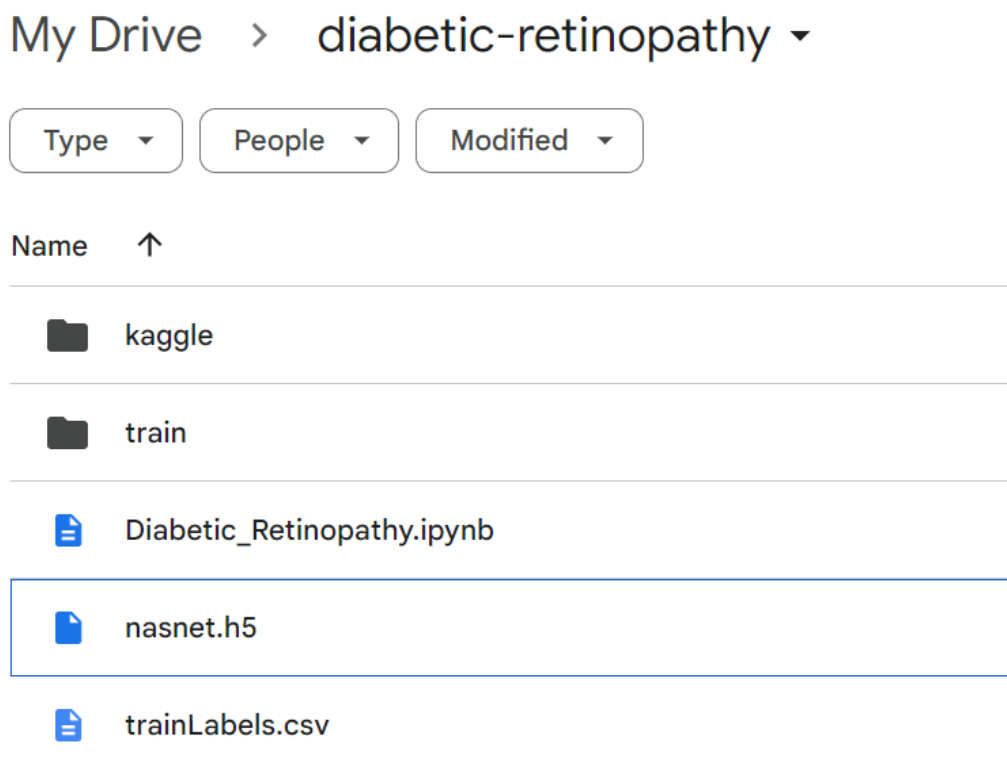 My Drive > diabetic-retinopathy
Type People Modified
Name ↑
kaggle
train
Diabetic_Retinopathy.ipynb
nasnet.h5
trainLabels.csv